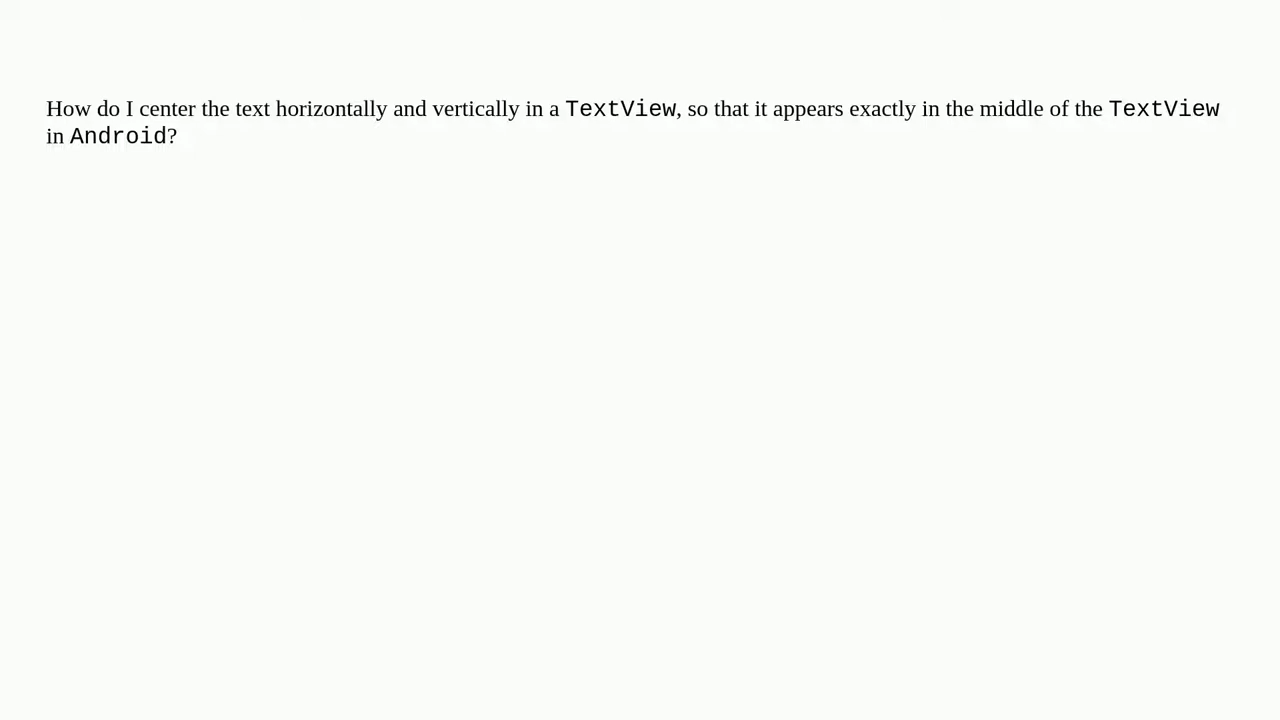 How do I center the text horizontally and vertically in a TextView, so that it appears exactly in the middle of the TextView
in Android?